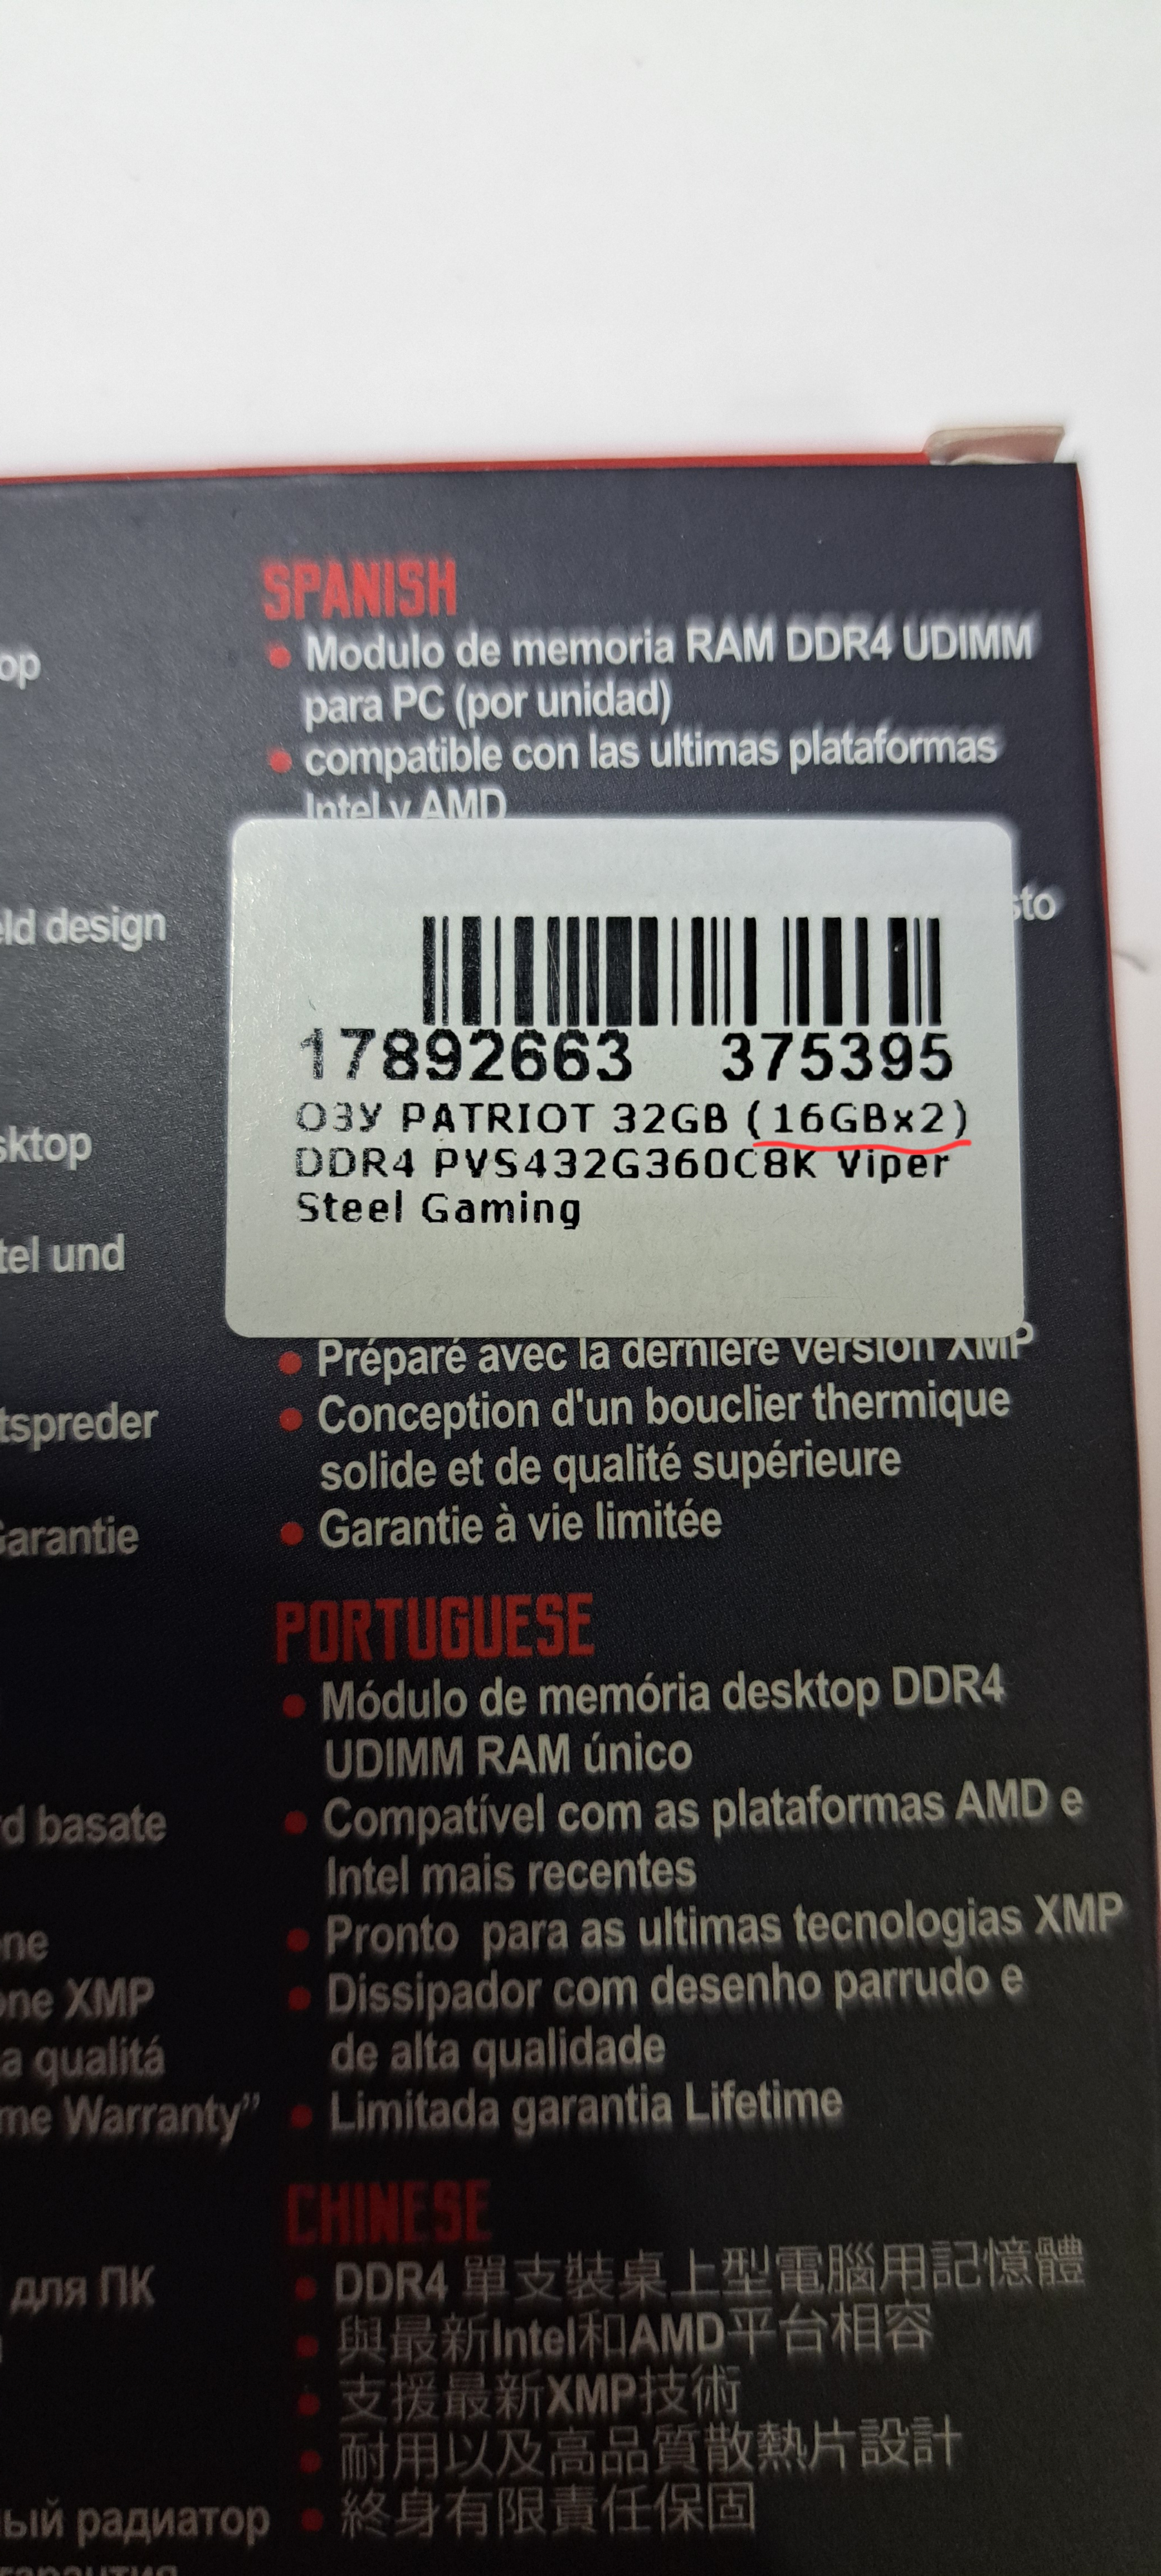 op
eld design
sktop
tel und
tspreder
Garantie
rd basate
one
one XMP
a qualitá
me Warranty”
для ПК
ый радиатор
SPANISH
Modulo de memoria RAM DDR4 UDIMM
para PC (por unidad)
compatible con las ultimas plataformas
Intel y AMD
sto
17892663 375395
ОЗУ PATRIOT 32GB (16GBx2)
DDR4 PVS432G360C8K Viper
Steel Gaming
Préparé avec la dernière version XMP
Conception d'un bouclier thermique
solide et de qualité supérieure
Garantie à vie limitée
PORTUGUESE
Módulo de memória desktop DDR4
UDIMM RAM único
Compatível com as plataformas AMD e
Intel mais recentes
Pronto para as ultimas tecnologias XMP
Dissipador com desenho parrudo e
de alta qualidade
Limitada garantia Lifetime
CHINESE
DDR4 單支裝桌上型電腦用記憶體
與最新Intel和AMD平台相容
支援最新XMP技術
耐用以及高品質散熱片設計
終身有限責任保固